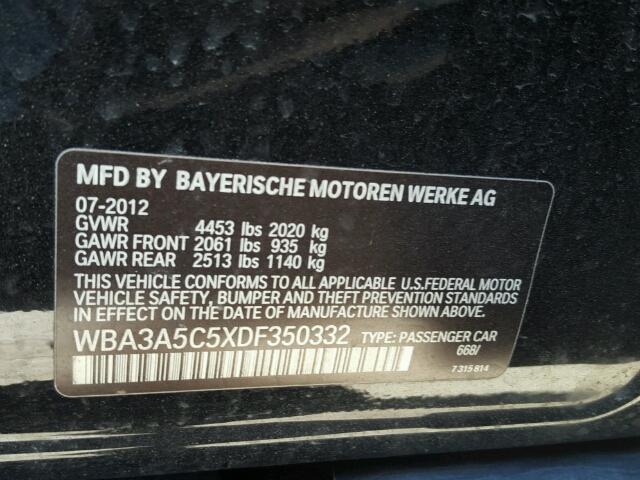 MFD BY BAYERISCHE MOTOREN WERKE AG
07-2012
GVWR 4453 lbs 2020 kg
GAWR FRONT 2061 lbs 935 kg
GAWR REAR 2513 lbs 1140 kg
THIS VEHICLE CONFORMS TO ALL APPLICABLE U.S.FEDERAL MOTOR
VEHICLE SAFETY, BUMPER AND THEFT PREVENTION STANDARDS
IN EFFECT ON THE DATE OF MANUFACTURE SHOWN ABOVE.
WBA3A5C5XDF350332 TYPE: PASSENGER CAR
668/
7315814